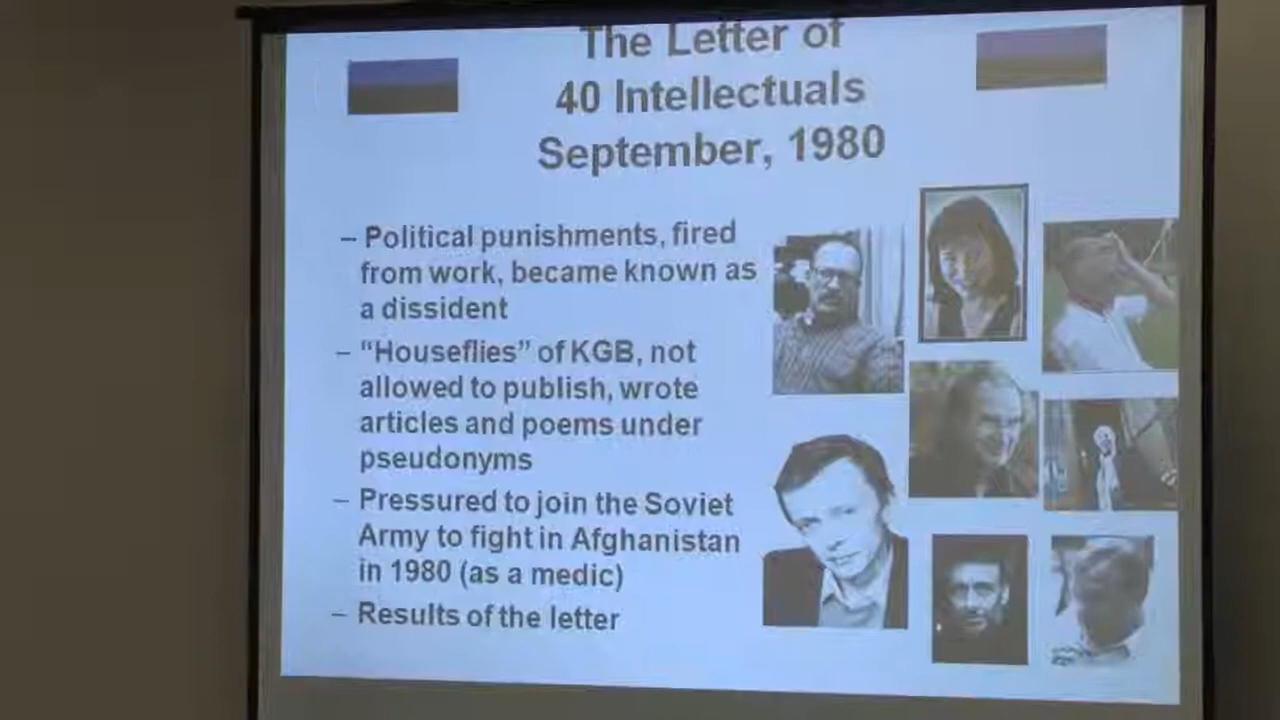 The Letter of
40 Intellectuals
September, 1980
– Political punishments, fired
from work, became known as
a dissident
– “Houseflies” of KGB, not
allowed to publish, wrote
articles and poems under
pseudonyms
– Pressured to join the Soviet
Army to fight in Afghanistan
in 1980 (as a medic)
– Results of the letter